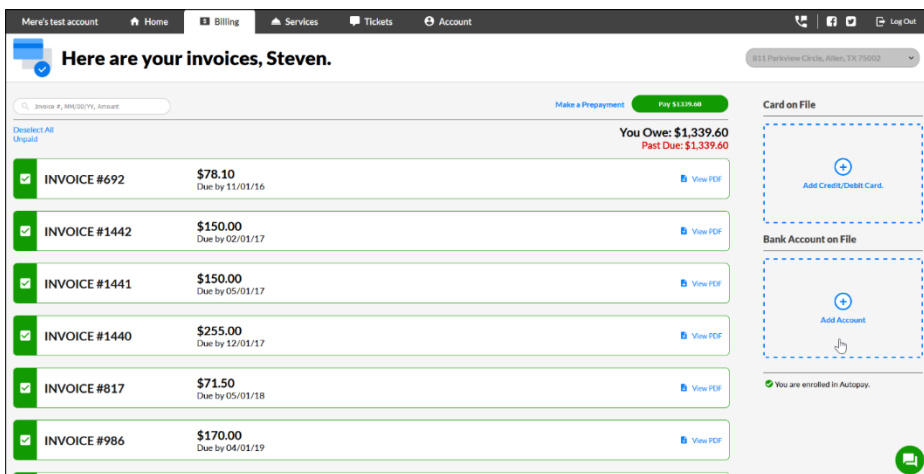 Mere's test account Home Billing Services Tickets Account Log Out
Here are your invoices, Steven.
811 Parkview Circle, Allen, TX 75002
Invoice #, MM/DD/YY, Amount
Make a Prepayment
Pay $1339.60
Card on File
Deselect All
Unpaid
You Owe: $1,339.60
Past Due: $1,339.60
INVOICE #692
$78.10
Due by 11/01/16
View PDF
Add Credit/Debit Card.
INVOICE #1442
$150.00
Due by 02/01/17
View PDF
Bank Account on File
INVOICE #1441
$150.00
Due by 05/01/17
View PDF
Add Account
INVOICE #1440
$255.00
Due by 12/01/17
View PDF
INVOICE #817
$71.50
Due by 05/01/18
View PDF
You are enrolled in Autopay.
INVOICE #986
$170.00
Due by 04/01/19
View PDF